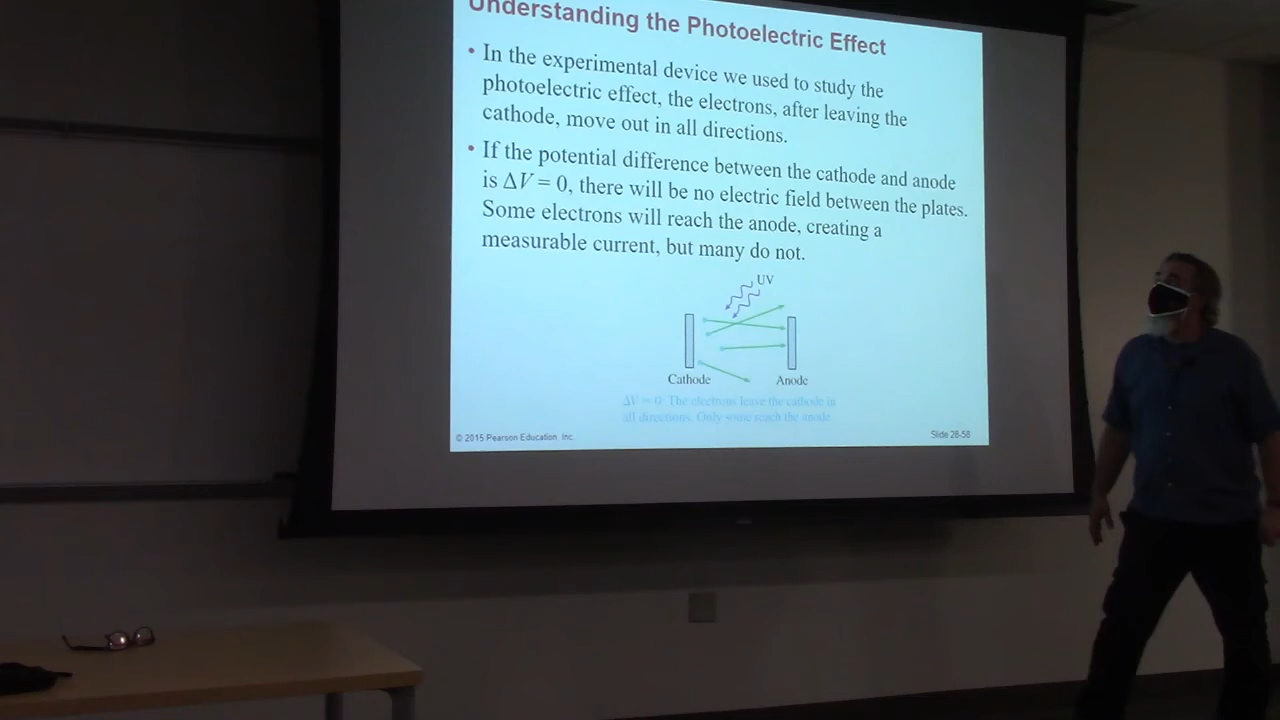 Understanding the Photoelectric Effect
• In the experimental device we used to study the
photoelectric effect, the electrons, after leaving the
cathode, move out in all directions.
• If the potential difference between the cathode and anode
is ΔV = 0, there will be no electric field between the plates.
Some electrons will reach the anode, creating a
measurable current, but many do not.
UV
Cathode
Anode
ΔV = 0: The electrons leave the cathode in
all directions. Only some reach the anode.
© 2015 Pearson Education, Inc.
Slide 28-58